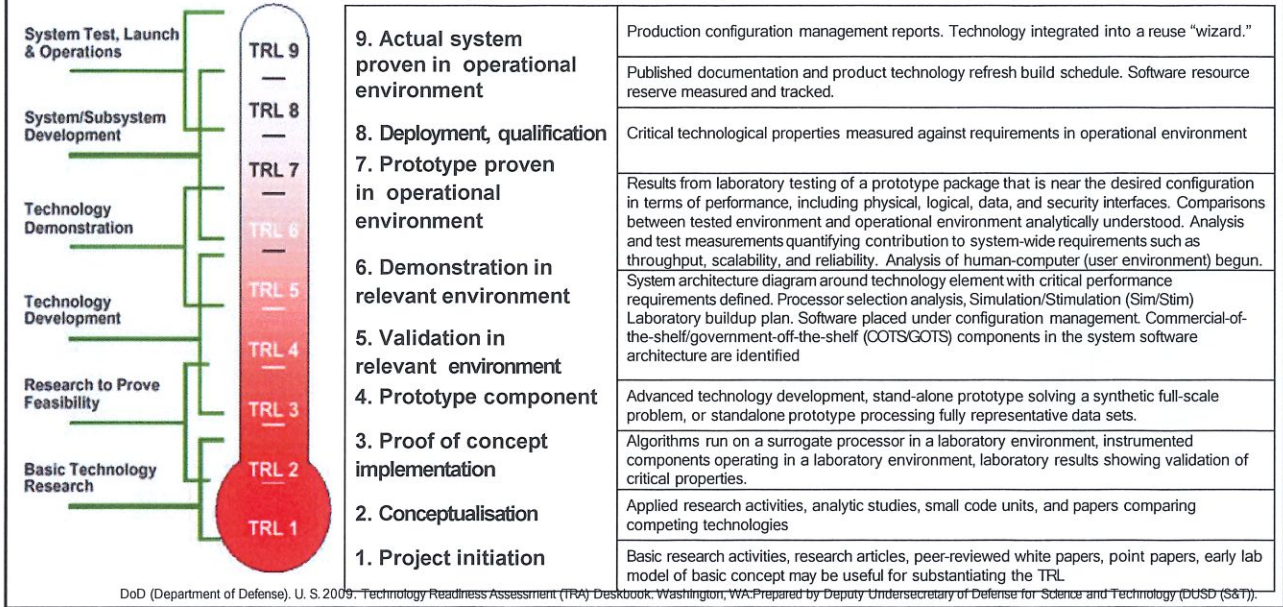 System Test, Launch
& Operations
System/Subsystem
Development
Technology
Demonstration
Technology
Development
Research to Prove
Feasibility
Basic Technology
Research
TRL 9
TRL 8
TRL 7
TRL 6
TRL 5
TRL 4
TRL 3
TRL 2
TRL 1
9. Actual system
proven in operational
environment
8. Deployment, qualification
7. Prototype proven
in operational
environment
6. Demonstration in
relevant environment
5. Validation in
relevant environment
4. Prototype component
3. Proof of concept
implementation
2. Conceptualisation
1. Project initiation
Production configuration management reports. Technology integrated into a reuse “wizard.”
Published documentation and product technology refresh build schedule. Software resource
reserve measured and tracked.
Critical technological properties measured against requirements in operational environment
Results from laboratory testing of a prototype package that is near the desired configuration
in terms of performance, including physical, logical, data, and security interfaces. Comparisons
between tested environment and operational environment analytically understood. Analysis
and test measurements quantifying contribution to system-wide requirements such as
throughput, scalability, and reliability. Analysis of human-computer (user environment) begun.
System architecture diagram around technology element with critical performance
requirements defined. Processor selection analysis, Simulation/Stimulation (Sim/Stim)
Laboratory buildup plan. Software placed under configuration management. Commercial-of-
the-shelf/government-off-the-shelf (COTS/GOTS) components in the system software
architecture are identified
Advanced technology development, stand-alone prototype solving a synthetic full-scale
problem, or standalone prototype processing fully representative data sets.
Algorithms run on a surrogate processor in a laboratory environment, instrumented
components operating in a laboratory environment, laboratory results showing validation of
critical properties.
Applied research activities, analytic studies, small code units, and papers comparing
competing technologies
Basic research activities, research articles, peer-reviewed white papers, point papers, early lab
model of basic concept may be useful for substantiating the TRL
DoD (Department of Defense). U. S. 2009. Technology Readiness Assessment (TRA) Deskbook. Washington, WA:Prepared by Deputy Undersecretary of Defense for Science and Technology (DUSD (S&T)).